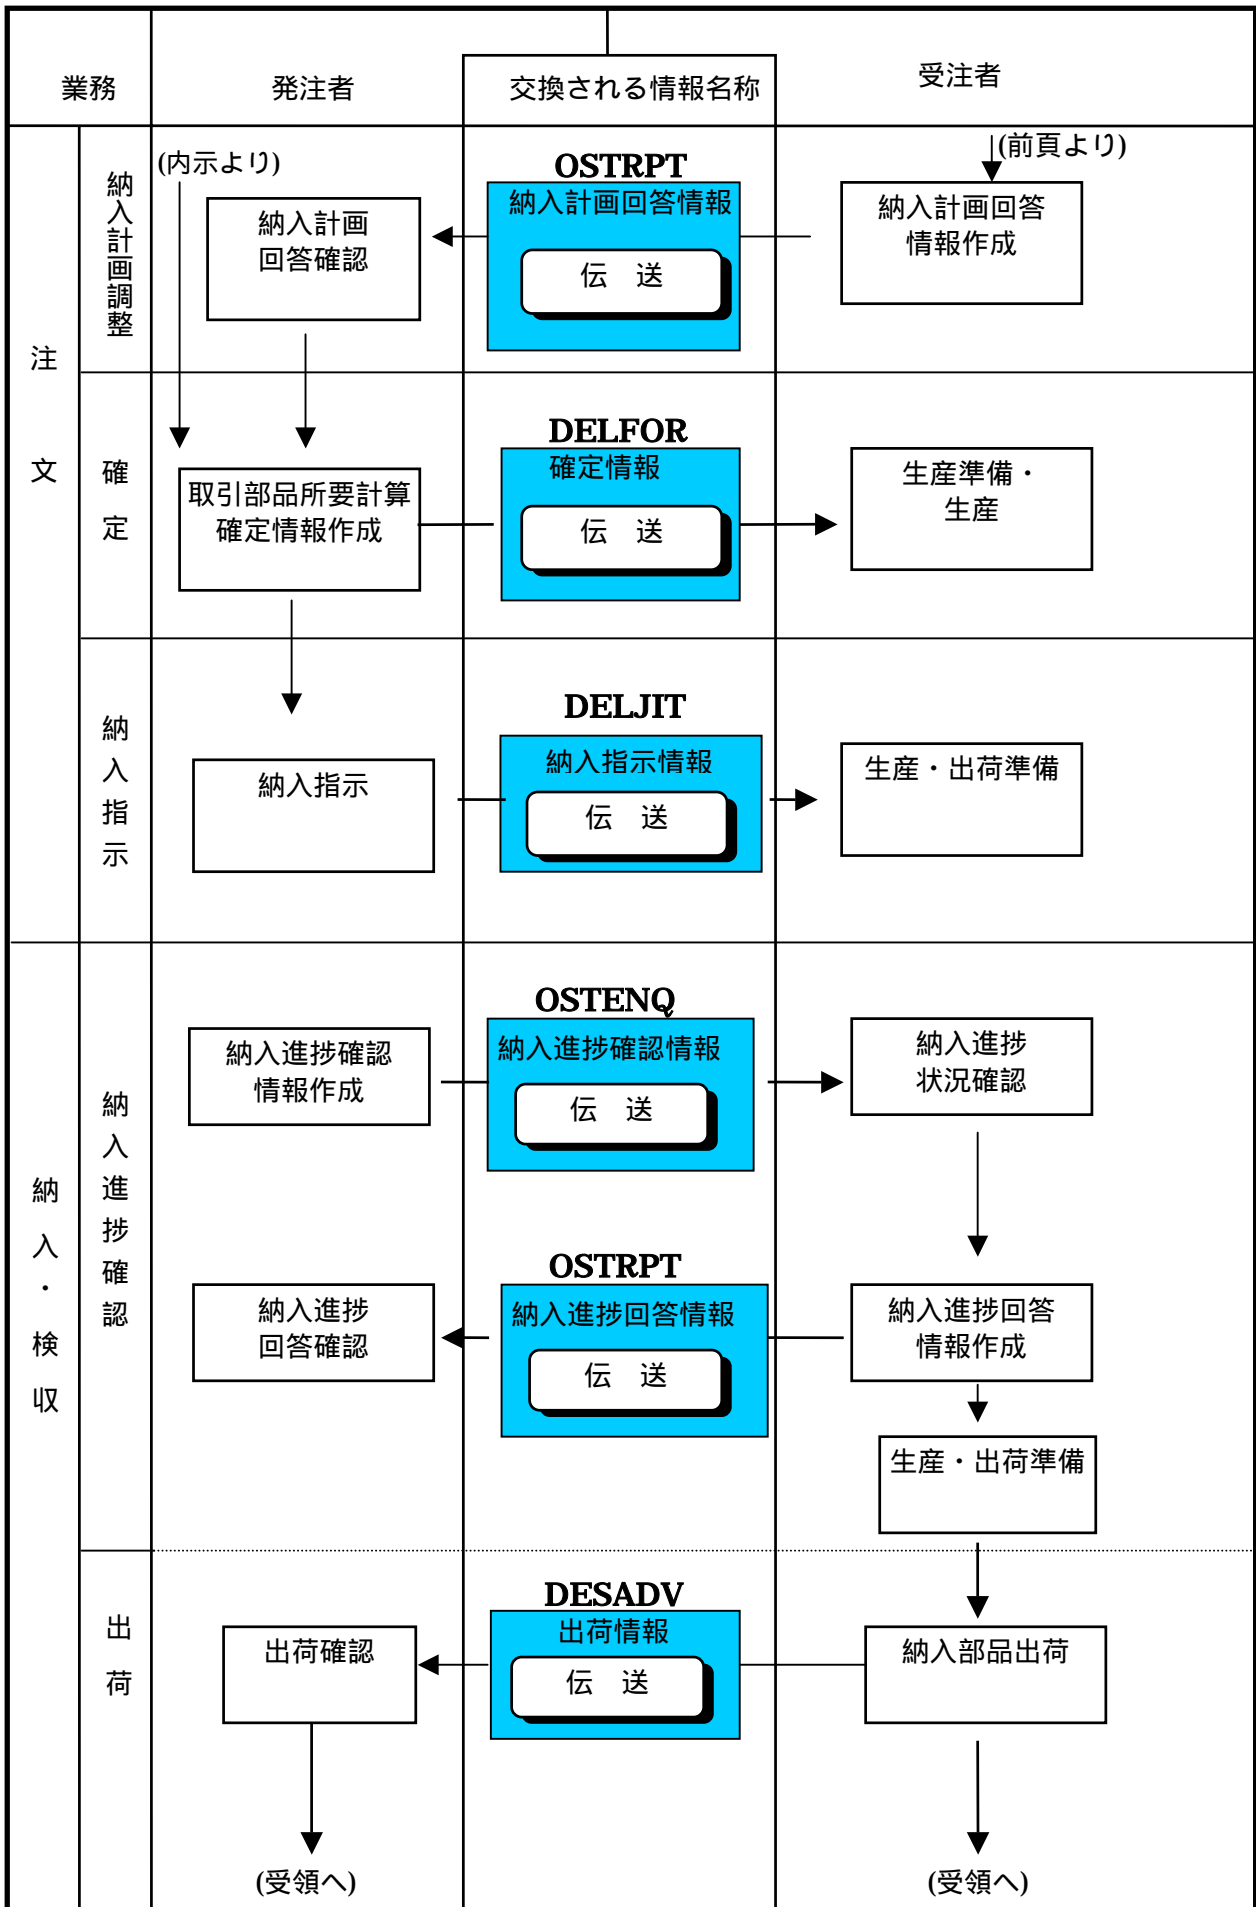 業務
発注者
交換される情報名称
受注者
注文
納入計画調整
(内示より)
OSTRPT
(前頁より)
納入計画
回答確認
納入計画回答情報
伝　送
納入計画回答
情報作成
確定
DELFOR
取引部品所要計算
確定情報作成
確定情報
伝　送
生産準備・
生産
納入指示
DELJIT
納入指示
納入指示情報
伝　送
生産・出荷準備
納入・検収
納入進捗確認
OSTENQ
納入進捗確認
情報作成
納入進捗確認情報
伝　送
納入進捗
状況確認
OSTRPT
納入進捗
回答確認
納入進捗回答情報
伝　送
納入進捗回答
情報作成
生産・出荷準備
出荷
DESADV
出荷確認
出荷情報
伝　送
納入部品出荷
(受領へ)
(受領へ)